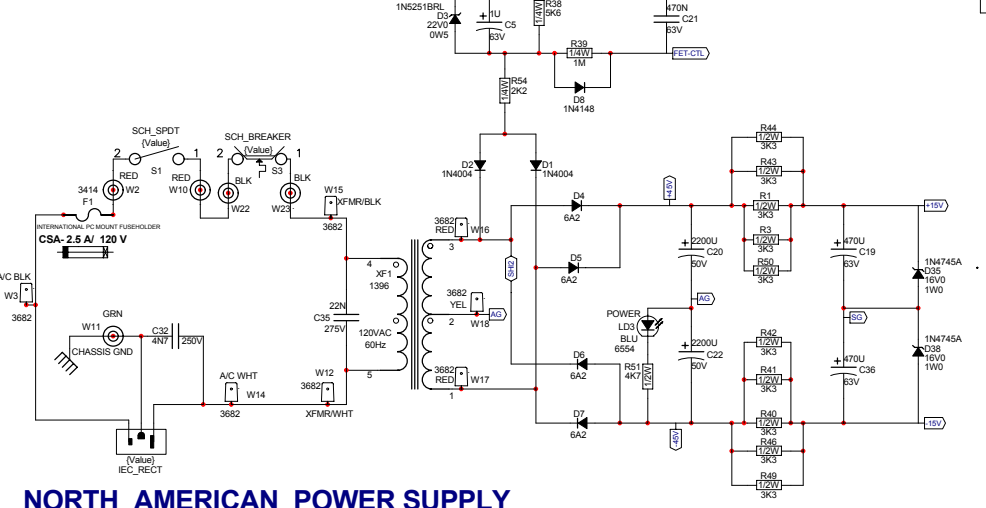 1N5251BRL
D3
22V0
0W5
1U
C5
63V
1/4W
R38
5K6
470N
C21
63V
R39
1/4W
1M
FET-CTL
R54
1/4W
2K2
D8
1N4148
SCH_SPDT
{Value}
2
1
S1
RED
W2
RED
W10
3414
F1
INTERNATIONAL PC MOUNT FUSEHOLDER
CSA- 2.5 A/ 120 V
SCH_BREAKER
{Value}
2
1
S3
BLK
W22
BLK
W23
W15
XFMR/BLK
3682
D2
1N4004
D1
1N4004
D4
6A2
D5
6A2
3682
RED
W16
3
4
XF1
1396
120VAC
60Hz
5
22N
C35
275V
SHI2
3682
YEL
2
W18
AG
3682
RED
W17
1
D6
6A2
D7
6A2
+45V
2200U
C20
50V
AG
POWER
LD3
BLU
6554
R51
4K7
1/2W
2200U
C22
50V
-45V
R44
1/2W
3K3
R43
1/2W
3K3
R1
1/2W
3K3
R3
1/2W
3K3
R50
1/2W
3K3
R42
1/2W
3K3
R41
1/2W
3K3
R40
1/2W
3K3
R46
1/2W
3K3
R49
1/2W
3K3
+15V
470U
C19
63V
1N4745A
D35
16V0
1W0
SG
470U
C36
63V
1N4745A
D38
16V0
1W0
-15V
A/C BLK
W3
3682
GRN
W11
CHASSIS GND
C32
4N7
250V
A/C WHT
W14
3682
W12
3682
XFMR/WHT
{Value}
IEC_RECT
NORTH AMERICAN POWER SUPPLY